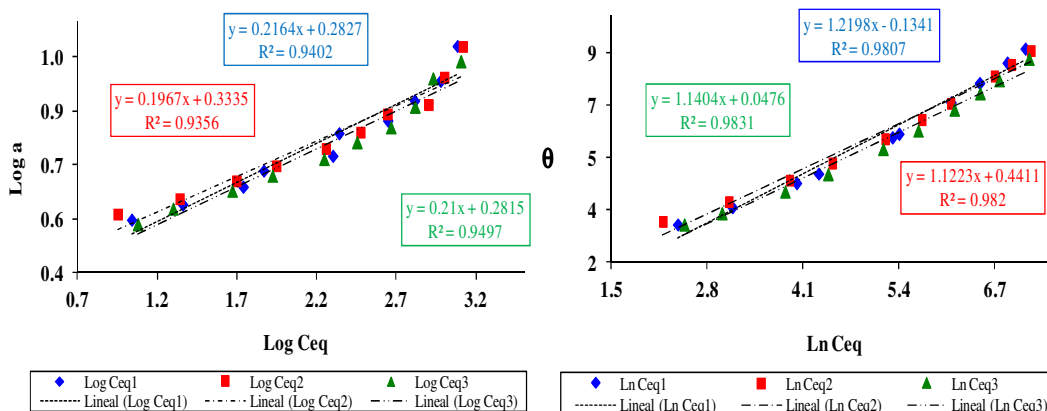 y = 0.2164x + 0.2827
R² = 0.9402
y = 0.1967x + 0.3335
R² = 0.9356
y = 0.21x + 0.2815
R² = 0.9497
Log a
1.0
0.9
0.7
0.6
0.4
0.7 1.2 1.7 2.2 2.7 3.2
Log Ceq
Log Ceq1 Log Ceq2 Log Ceq3
Lineal (Log Ceq1) Lineal (Log Ceq2) Lineal (Log Ceq3)
y = 1.2198x - 0.1341
R² = 0.9807
y = 1.1404x + 0.0476
R² = 0.9831
y = 1.1223x + 0.4411
R² = 0.982
θ
9
7
5
4
2
1.5 2.8 4.1 5.4 6.7
Ln Ceq
Ln Ceq1 Ln Ceq2 Ln Ceq3
Lineal (Ln Ceq1) Lineal (Ln Ceq2) Lineal (Ln Ceq3)